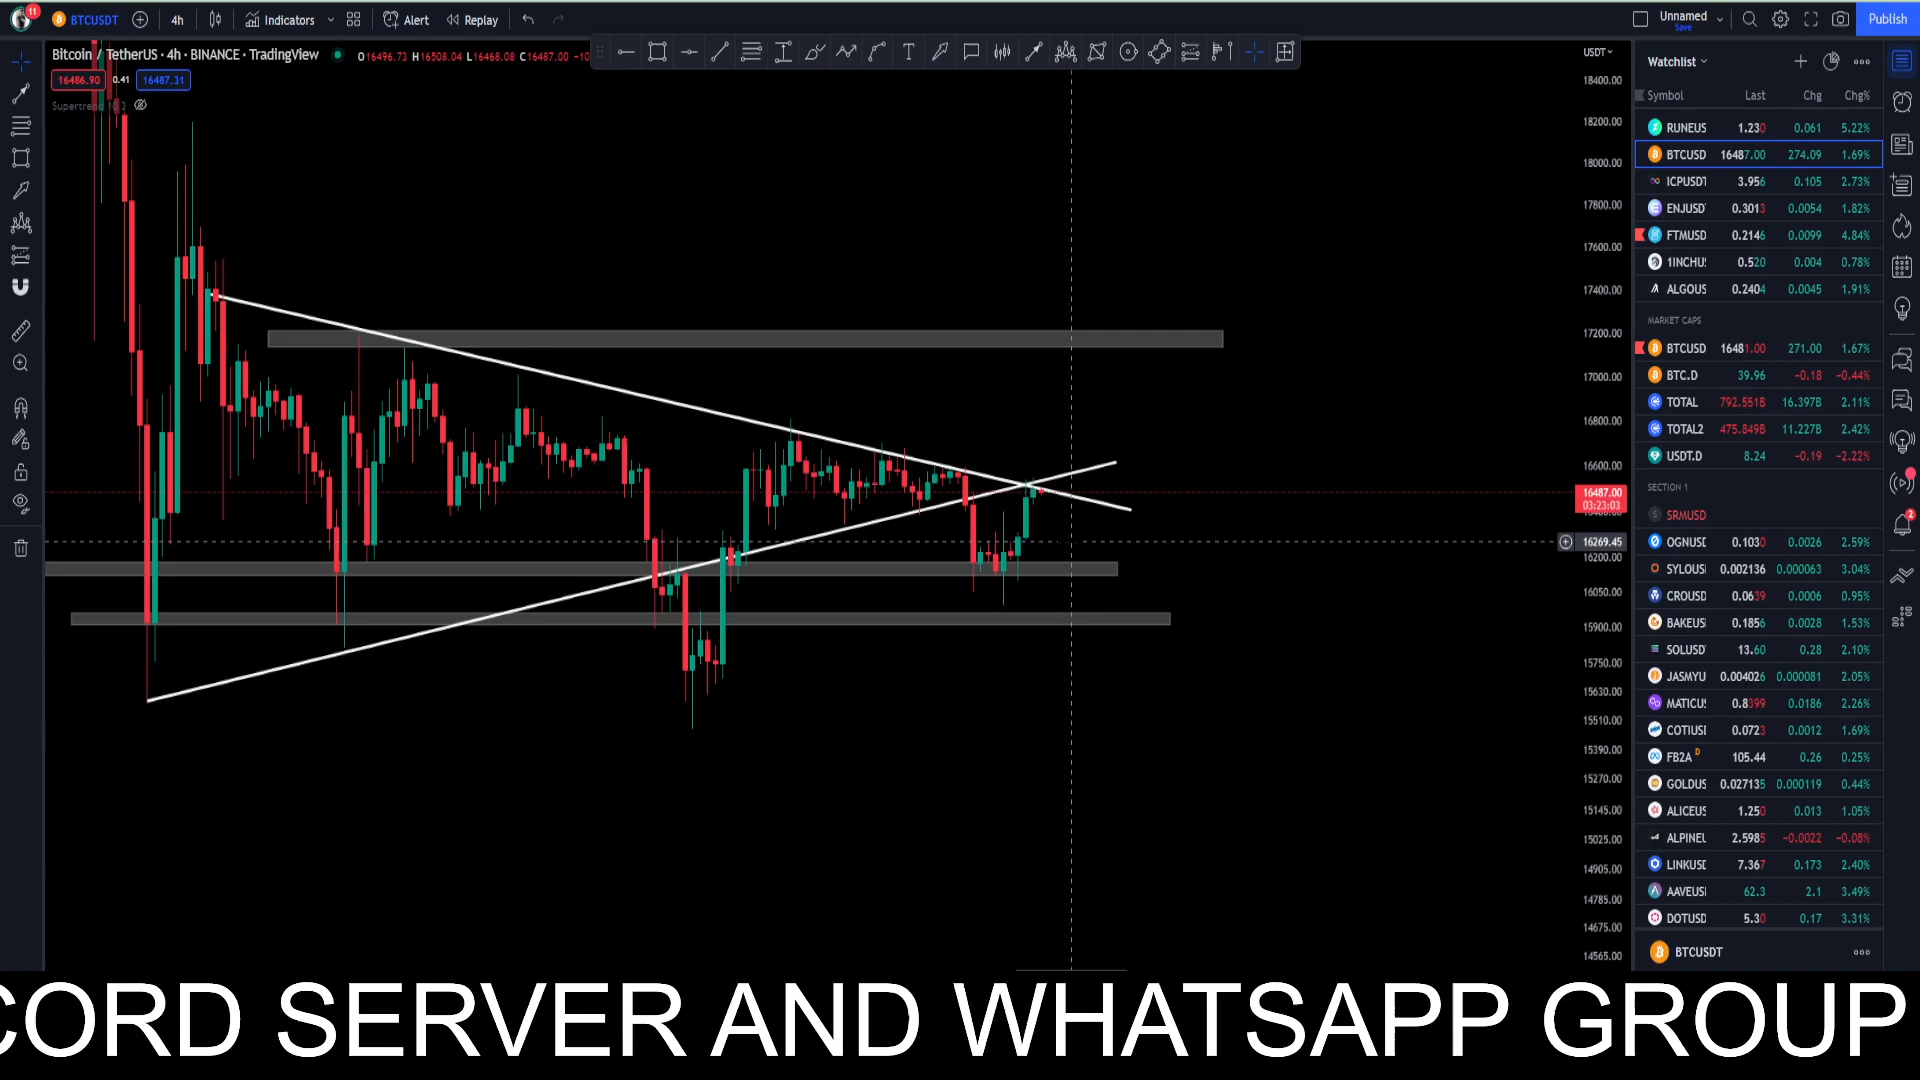 11 BTCUSDT 4h Indicators Alert Replay Unnamed Save Publish
Bitcoin / TetherUS · 4h · BINANCE · TradingView O16496.73 H16508.04 L16468.08 C16487.00 −10
16486.90 0.41 16487.31
Supertrend 10 3
USDT
18400.00
18200.00
18000.00
17800.00
17600.00
17400.00
17200.00
17000.00
16800.00
16600.00
16487.00
03:23:03
16269.45
16200.00
16050.00
15900.00
15750.00
15630.00
15510.00
15390.00
15270.00
15145.00
15025.00
14905.00
14785.00
14675.00
14565.00
Watchlist
Symbol Last Chg Chg%
RUNEUS 1.230 0.061 5.22%
BTCUSD 16487.00 274.09 1.69%
ICPUSDT 3.956 0.105 2.73%
ENJUSD 0.3013 0.0054 1.82%
FTMUSD 0.2146 0.0099 4.84%
1INCHU 0.520 0.004 0.78%
ALGOUS 0.2404 0.0045 1.91%
MARKET CAPS
BTCUSD 16481.00 271.00 1.67%
BTC.D 39.96 −0.18 −0.44%
TOTAL 792.551B 16.397B 2.11%
TOTAL2 475.849B 11.227B 2.42%
USDT.D 8.24 −0.19 −2.22%
SECTION 1
SRMUSD
OGNUSD 0.1030 0.0026 2.59%
SYLOUS 0.002136 0.000063 3.04%
CROUSD 0.0639 0.0006 0.95%
BAKEUS 0.1856 0.0028 1.53%
SOLUSD 13.60 0.28 2.10%
JASMYU 0.004026 0.000081 2.05%
MATICU 0.8399 0.0186 2.26%
COTIUS 0.0723 0.0012 1.69%
FB2A D 105.44 0.26 0.25%
GOLDUS 0.027135 0.000119 0.44%
ALICEUS 1.250 0.013 1.05%
ALPINEU 2.5985 −0.0022 −0.08%
LINKUSD 7.367 0.173 2.40%
AAVEUS 62.3 2.1 3.49%
DOTUSD 5.30 0.17 3.31%
BTCUSDT
2
CORD SERVER AND WHATSAPP GROUP